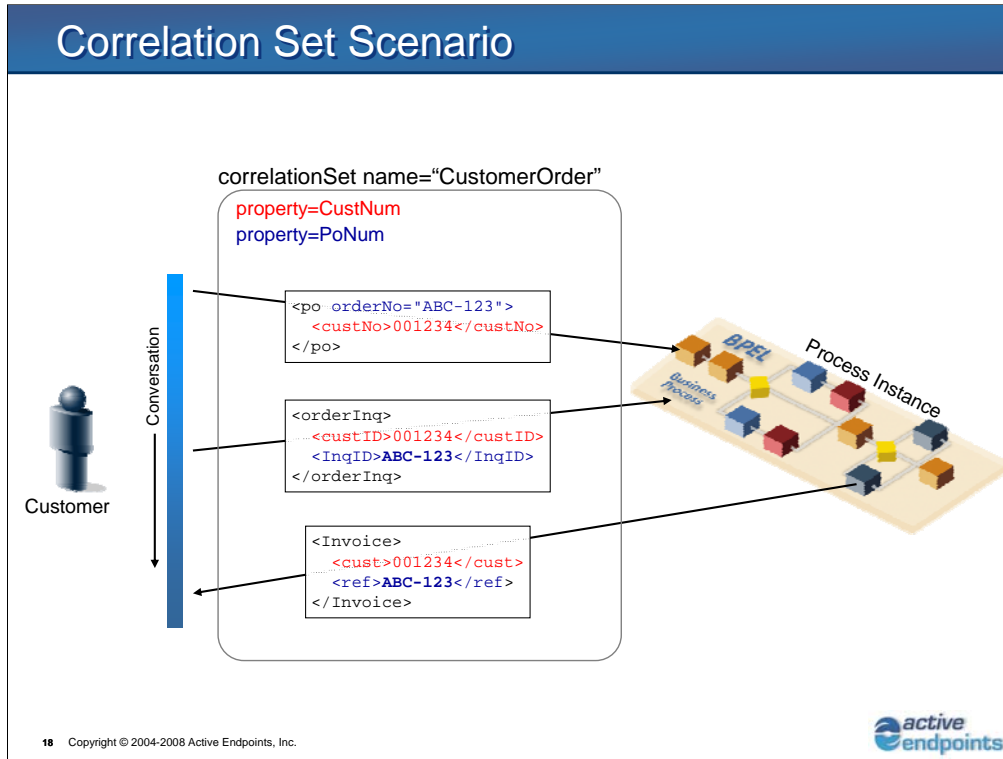 Correlation Set Scenario
correlationSet name=“CustomerOrder”
property=CustNum
property=PoNum
<po orderNo="ABC-123">
<custNo>001234</custNo>
</po>
Conversation
BPEL
Business
Process
Process Instance
<orderInq>
<custID>001234</custID>
<InqID>ABC-123</InqID>
</orderInq>
Customer
<Invoice>
<cust>001234</cust>
<ref>ABC-123</ref>
</Invoice>
18 Copyright © 2004-2008 Active Endpoints, Inc.
active
endpoints